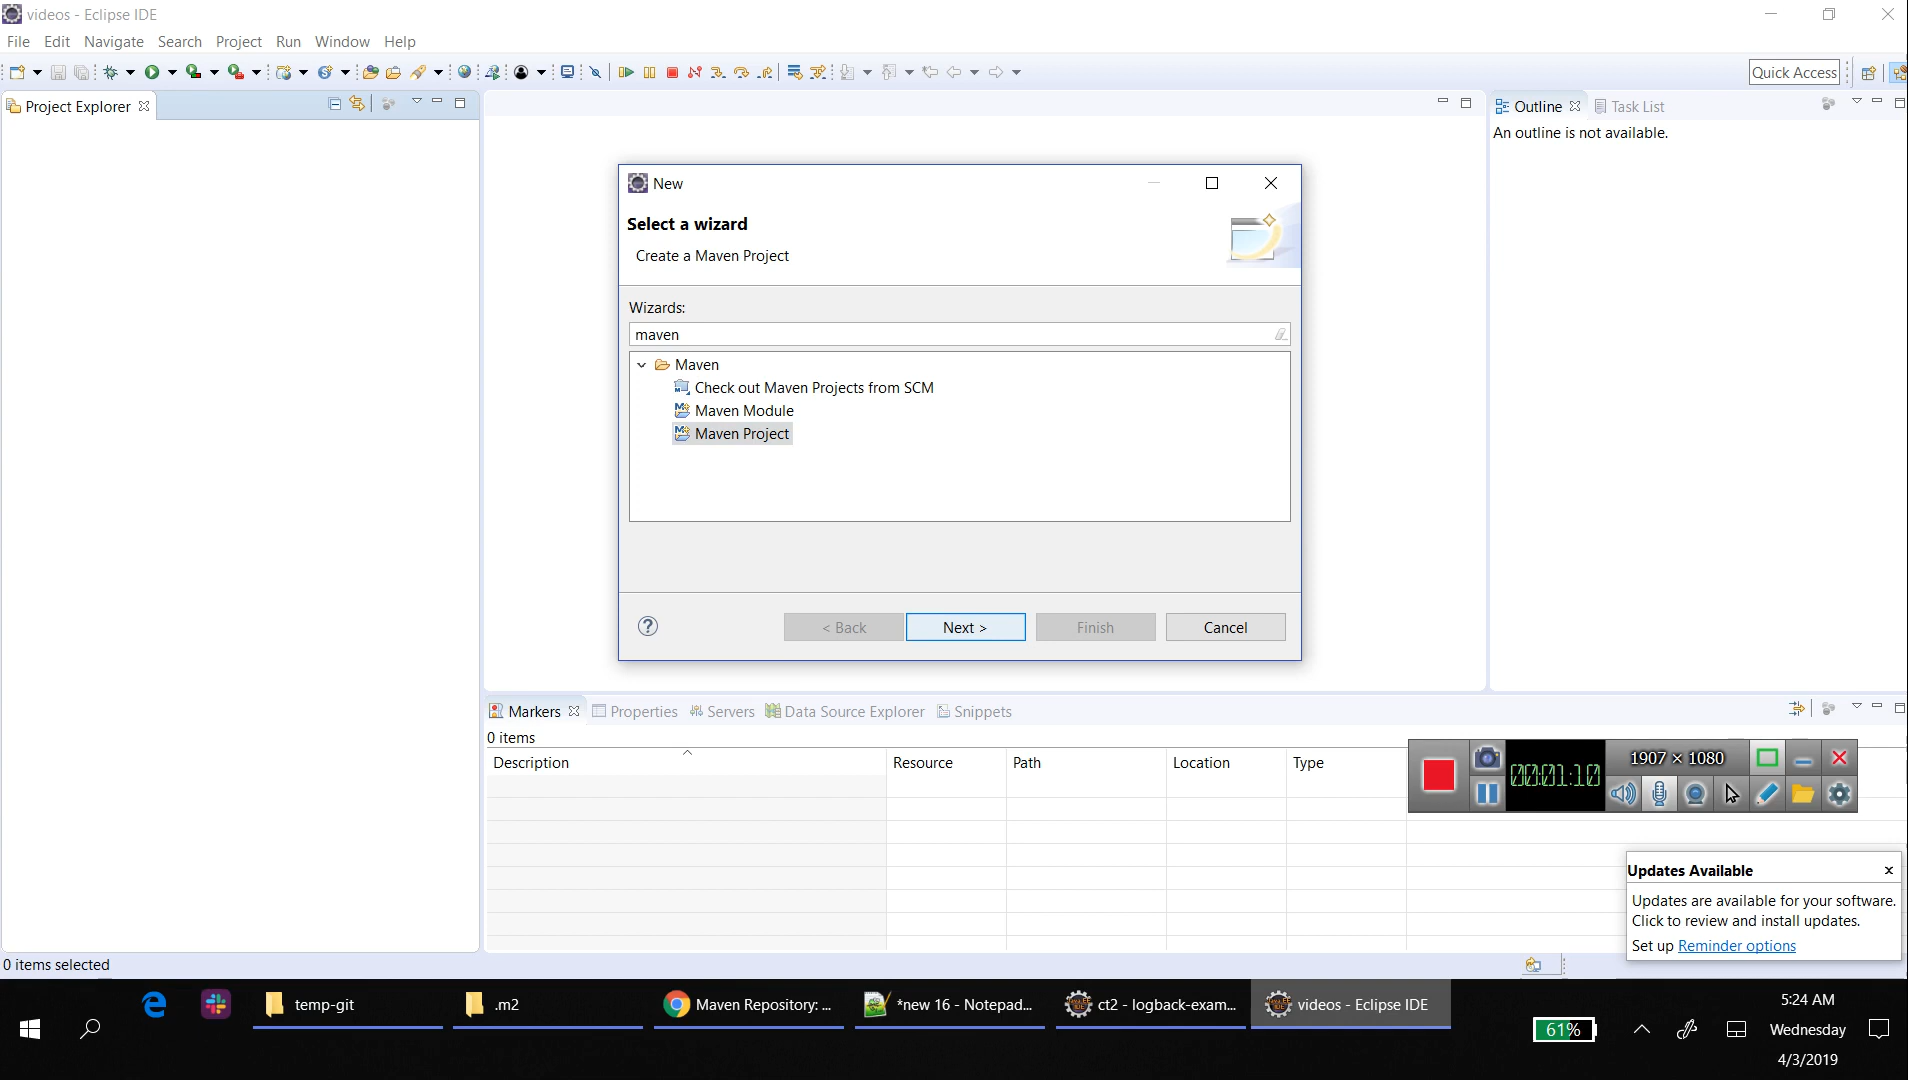 videos - Eclipse IDE
File Edit Navigate Search Project Run Window Help
Quick Access
Project Explorer
Outline Task List
An outline is not available.
New
Select a wizard
Create a Maven Project
Wizards:
maven
Maven
Check out Maven Projects from SCM
Maven Module
Maven Project
< Back Next > Finish Cancel
Markers Properties Servers Data Source Explorer Snippets
0 items
Description Resource Path Location Type
00:01:10 1907 × 1080
Updates Available
Updates are available for your software.
Click to review and install updates.
Set up Reminder options
0 items selected
temp-git .m2 Maven Repository: ... *new 16 - Notepad... ct2 - logback-exam... videos - Eclipse IDE
61%
5:24 AM
Wednesday
4/3/2019